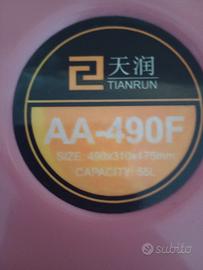 天润
TIANRUN
AA-490F
SIZE: 490x310x175mm
CAPACITY: 55L
subito